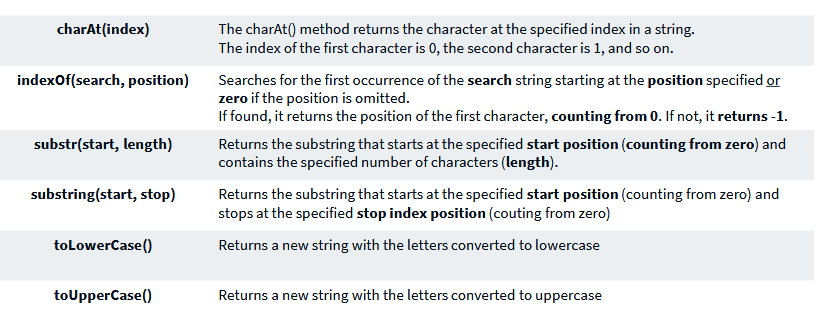 charAt(index)
The charAt() method returns the character at the specified index in a string.
The index of the first character is 0, the second character is 1, and so on.
indexOf(search, position)
Searches for the first occurrence of the search string starting at the position specified or
zero if the position is omitted.
If found, it returns the position of the first character, counting from 0. If not, it returns -1.
substr(start, length)
Returns the substring that starts at the specified start position (counting from zero) and
contains the specified number of characters (length).
substring(start, stop)
Returns the substring that starts at the specified start position (counting from zero) and
stops at the specified stop index position (couting from zero)
toLowerCase()
Returns a new string with the letters converted to lowercase
toUpperCase()
Returns a new string with the letters converted to uppercase